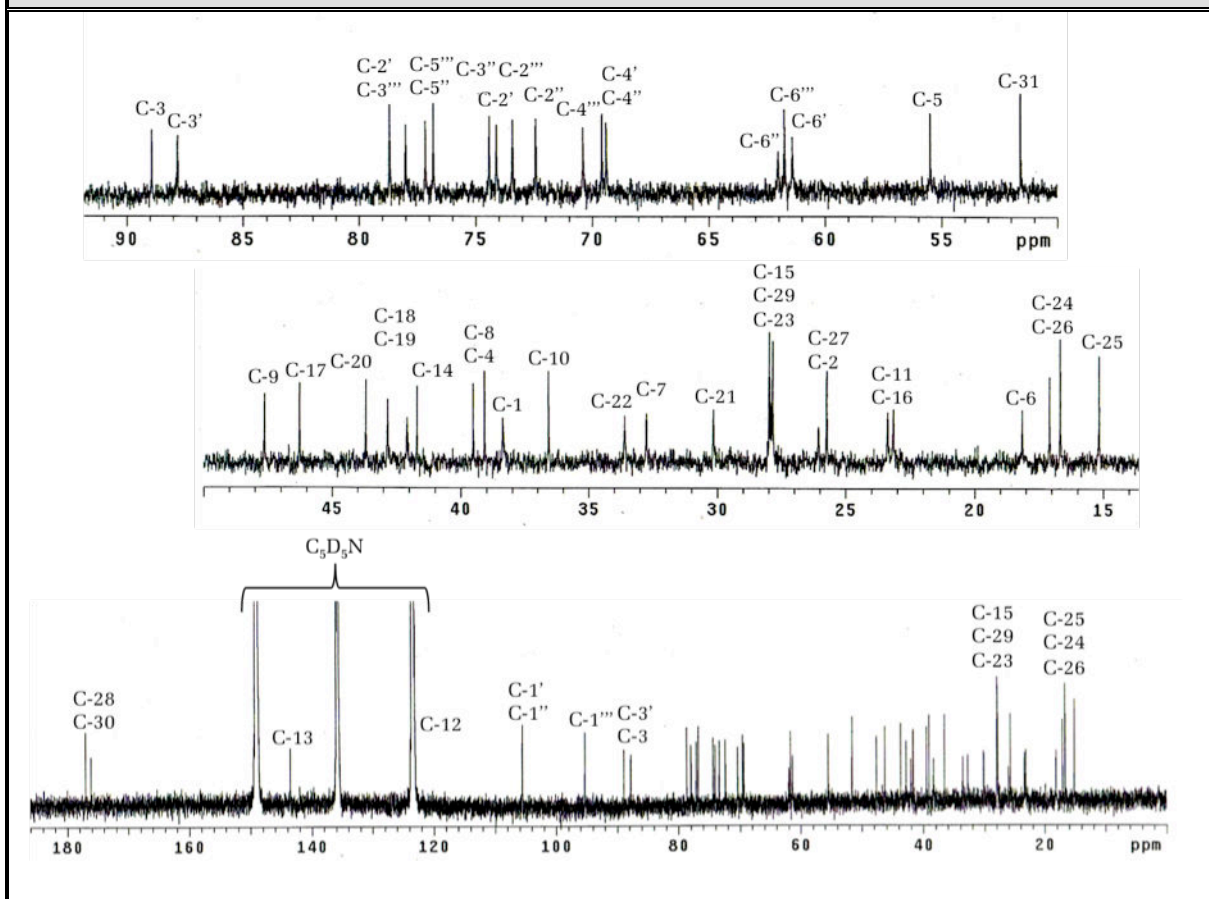 C-2' C-5''' C-3'' C-2''' C-4'
C-3 C-3' C-3''' C-5'' C-2' C-2'' C-4''' C-4'' C-6''' C-6'' C-6' C-5 C-31
90 85 80 75 70 65 60 55 ppm
C-15
C-29
C-23
C-18 C-8 C-27 C-24
C-9 C-17 C-20 C-19 C-14 C-4 C-1 C-10 C-22 C-7 C-21 C-2 C-11 C-26 C-25
C-16 C-6
45 40 35 30 25 20 15
C₅D₅N
C-15 C-25
C-29 C-24
C-28 C-1' C-23 C-26
C-30 C-13 C-12 C-1'' C-1''' C-3'
C-3
180 160 140 120 100 80 60 40 20 ppm